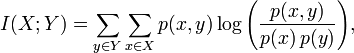 I(X;Y) = \sum_{y \in Y} \sum_{x \in X} p(x,y) \log \left( \frac{p(x,y)}{p(x)\,p(y)} \right),